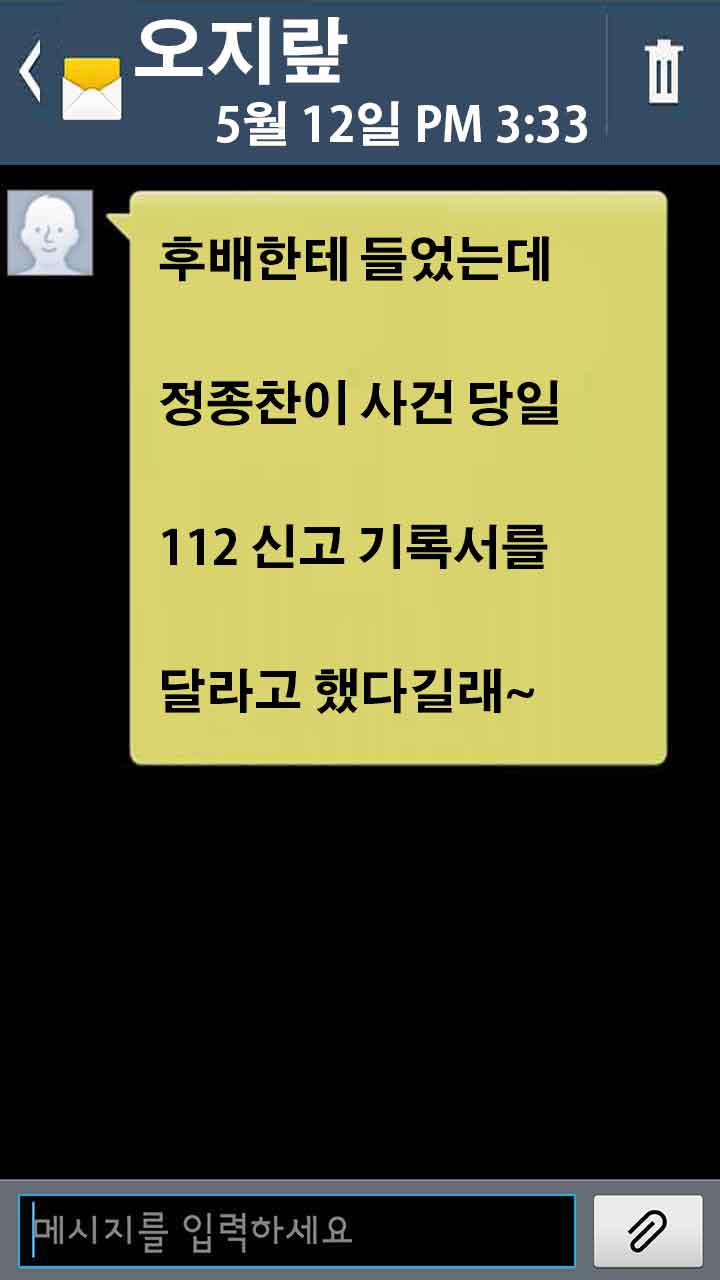 오지랖
5월 12일 PM 3:33
후배한테 들었는데
정종찬이 사건 당일
112 신고 기록서를
달라고 했다길래~
메시지를 입력하세요